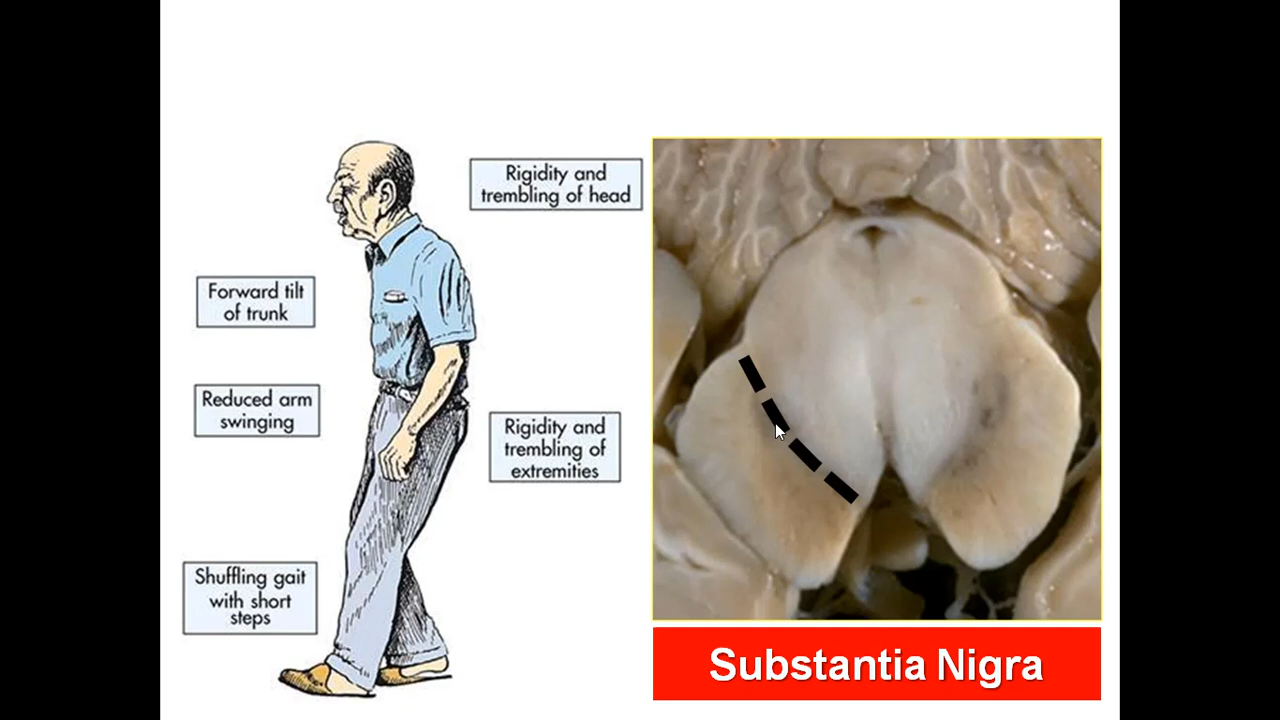 Rigidity and
trembling of head
Forward tilt
of trunk
Reduced arm
swinging
Rigidity and
trembling of
extremities
Shuffling gait
with short
steps
Substantia Nigra